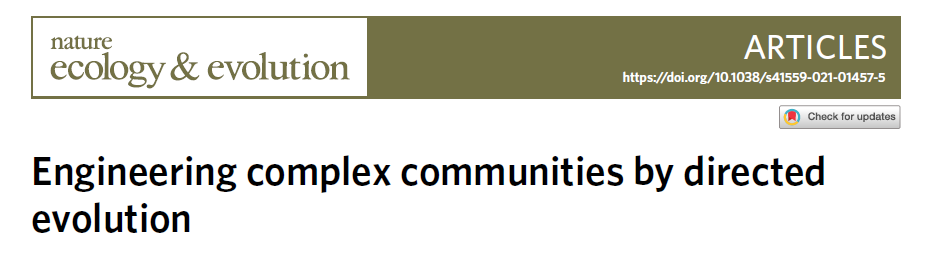 nature
ecology & evolution
ARTICLES
https://doi.org/10.1038/s41559-021-01457-5
Check for updates
Engineering complex communities by directed
evolution